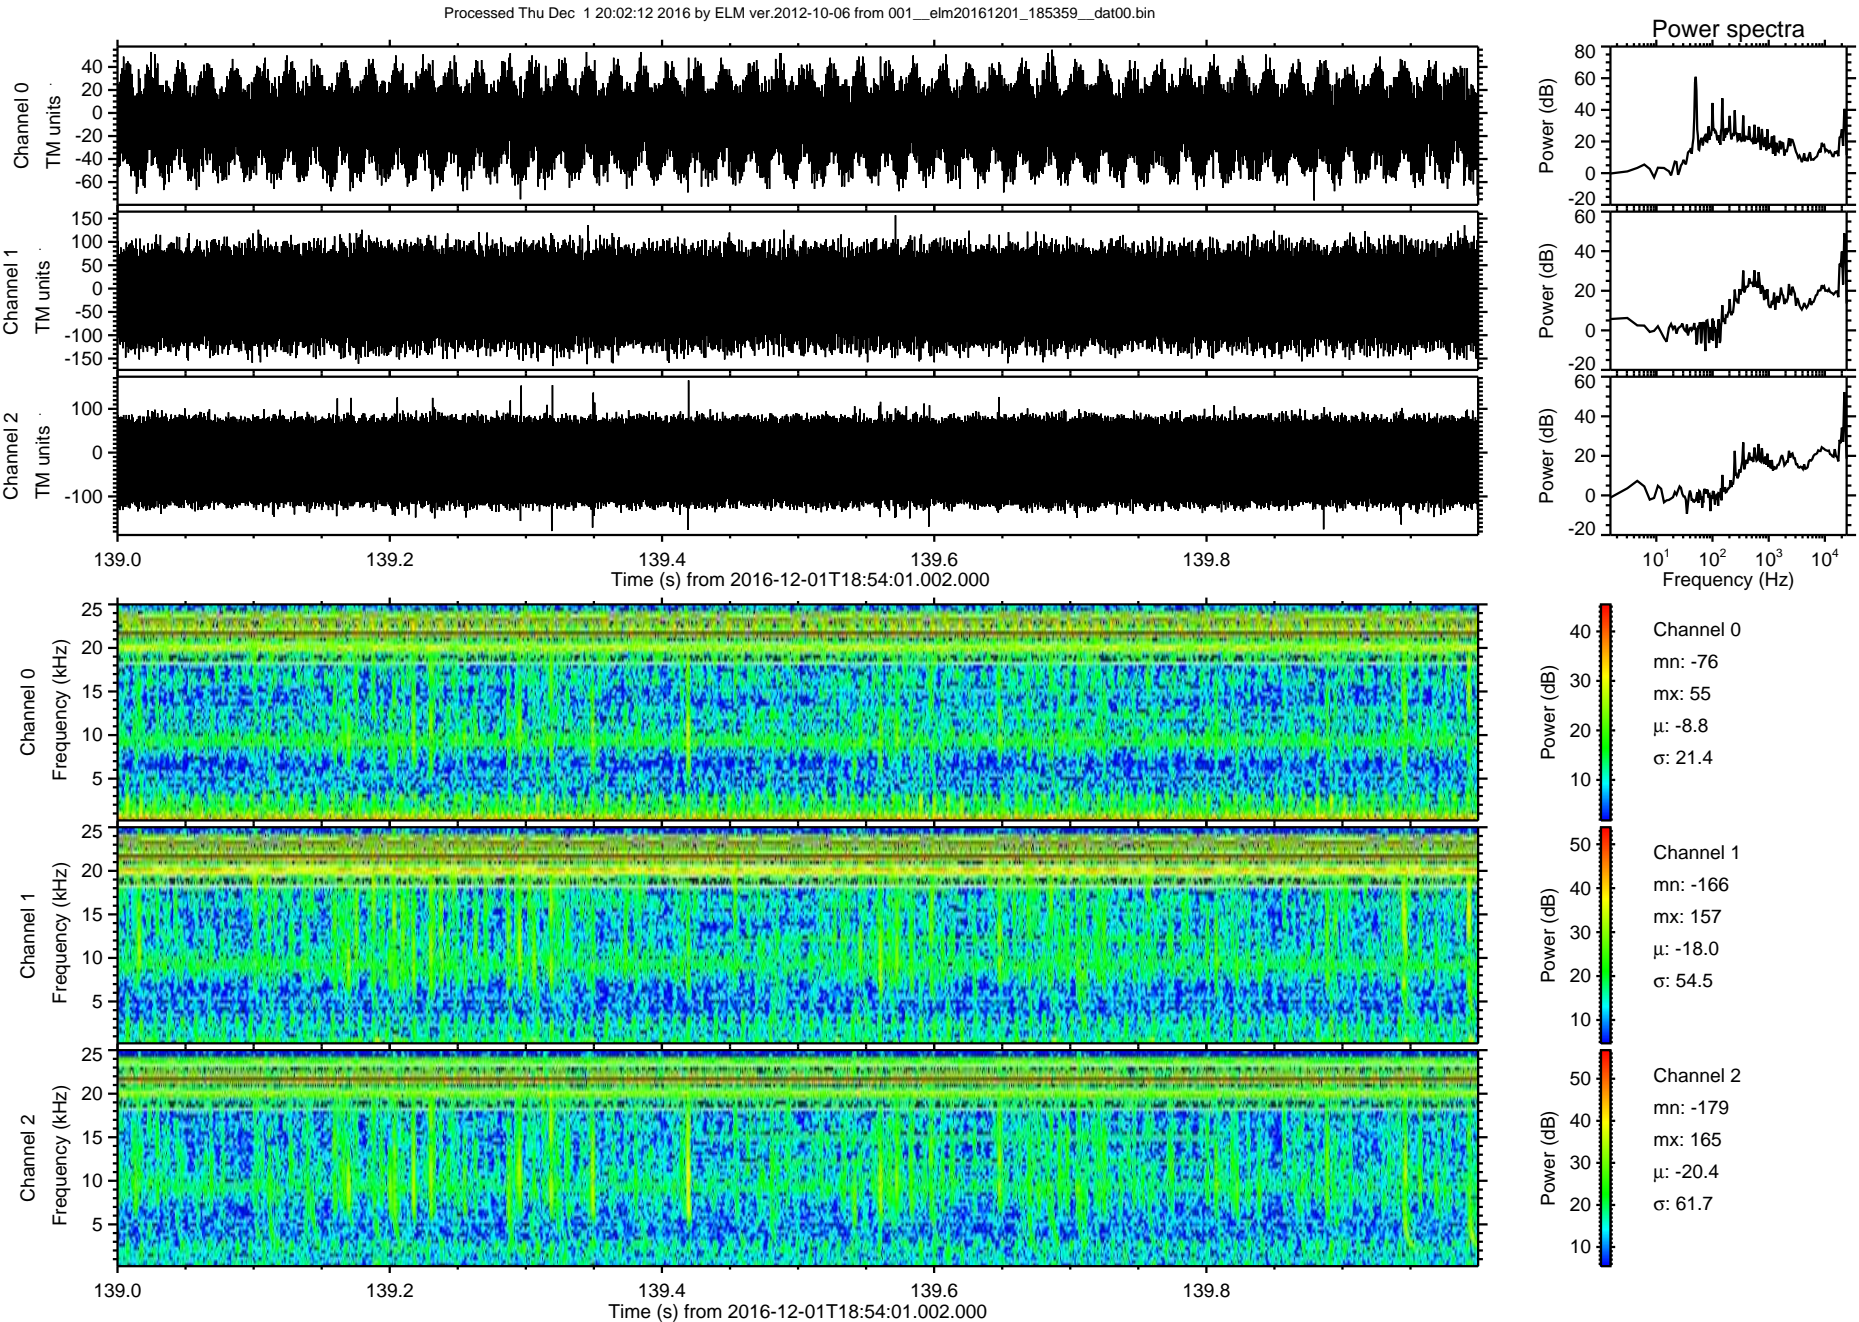 Processed Thu Dec  1 20:02:12 2016 by ELM ver.2012-10-06 from 001__elm20161201_185359__dat00.bin
Power spectra
Channel 0
TM units
40
20
0
-20
-40
-60
Power (dB)
80
60
40
20
0
-20
Channel 1
TM units
150
100
50
0
-50
-100
-150
Power (dB)
60
40
20
0
-20
Channel 2
TM units
100
0
-100
Power (dB)
60
40
20
0
-20
139.0 139.2 139.4 139.6 139.8
Time (s) from 2016-12-01T18:54:01.002.000
10^1 10^2 10^3 10^4
Frequency (Hz)
Channel 0
Frequency (kHz)
25
20
15
10
5
Power (dB)
40
30
20
10
Channel 0
mn: -76
mx: 55
μ: -8.8
σ: 21.4
Channel 1
Frequency (kHz)
25
20
15
10
5
Power (dB)
50
40
30
20
10
Channel 1
mn: -166
mx: 157
μ: -18.0
σ: 54.5
Channel 2
Frequency (kHz)
25
20
15
10
5
Power (dB)
50
40
30
20
10
Channel 2
mn: -179
mx: 165
μ: -20.4
σ: 61.7
139.0 139.2 139.4 139.6 139.8
Time (s) from 2016-12-01T18:54:01.002.000